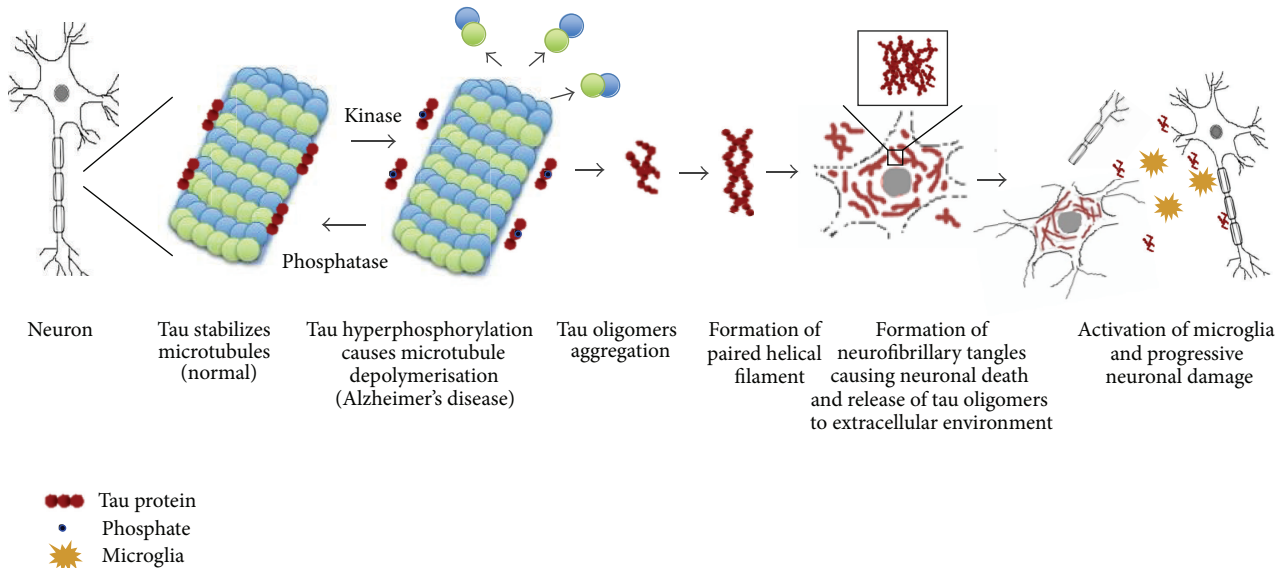 Kinase
Phosphatase
Neuron
Tau stabilizes
microtubules
(normal)
Tau hyperphosphorylation
causes microtubule
depolymerisation
(Alzheimer's disease)
Tau oligomers
aggregation
Formation of
paired helical
filament
Formation of
neurofibrillary tangles
causing neuronal death
and release of tau oligomers
to extracellular environment
Activation of microglia
and progressive
neuronal damage
Tau protein
Phosphate
Microglia